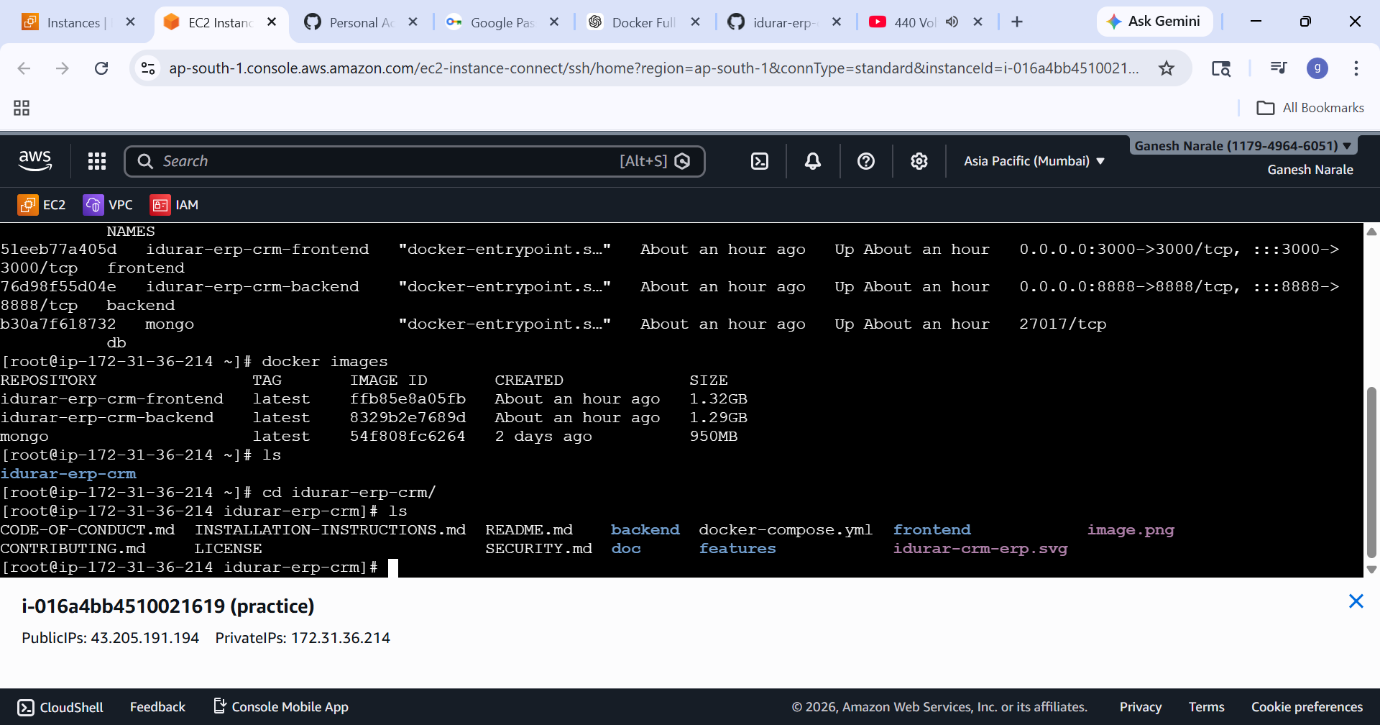 Instances |
EC2 Instanc
Personal Ac
Google Pas
Docker Full
idurar-erp-
440 Vol
Ask Gemini
ap-south-1.console.aws.amazon.com/ec2-instance-connect/ssh/home?region=ap-south-1&connType=standard&instanceId=i-016a4bb4510021...
g
All Bookmarks
aws
Search
[Alt+S]
Asia Pacific (Mumbai)
Ganesh Narale (1179-4964-6051)
Ganesh Narale
EC2
VPC
IAM
NAMES
51eeb77a405d   idurar-erp-crm-frontend   "docker-entrypoint.s…"   About an hour ago   Up About an hour   0.0.0.0:3000->3000/tcp, :::3000->
3000/tcp   frontend
76d98f55d04e   idurar-erp-crm-backend    "docker-entrypoint.s…"   About an hour ago   Up About an hour   0.0.0.0:8888->8888/tcp, :::8888->
8888/tcp   backend
b30a7f618732   mongo                     "docker-entrypoint.s…"   About an hour ago   Up About an hour   27017/tcp
db
[root@ip-172-31-36-214 ~]# docker images
REPOSITORY                TAG       IMAGE ID       CREATED             SIZE
idurar-erp-crm-frontend   latest    ffb85e8a05fb   About an hour ago   1.32GB
idurar-erp-crm-backend    latest    8329b2e7689d   About an hour ago   1.29GB
mongo                     latest    54f808fc6264   2 days ago          950MB
[root@ip-172-31-36-214 ~]# ls
idurar-erp-crm
[root@ip-172-31-36-214 ~]# cd idurar-erp-crm/
[root@ip-172-31-36-214 idurar-erp-crm]# ls
CODE-OF-CONDUCT.md  INSTALLATION-INSTRUCTIONS.md  README.md    backend  docker-compose.yml  frontend            image.png
CONTRIBUTING.md     LICENSE                       SECURITY.md  doc      features            idurar-crm-erp.svg
[root@ip-172-31-36-214 idurar-erp-crm]#
i-016a4bb4510021619 (practice)
PublicIPs: 43.205.191.194    PrivateIPs: 172.31.36.214
CloudShell
Feedback
Console Mobile App
© 2026, Amazon Web Services, Inc. or its affiliates.
Privacy
Terms
Cookie preferences